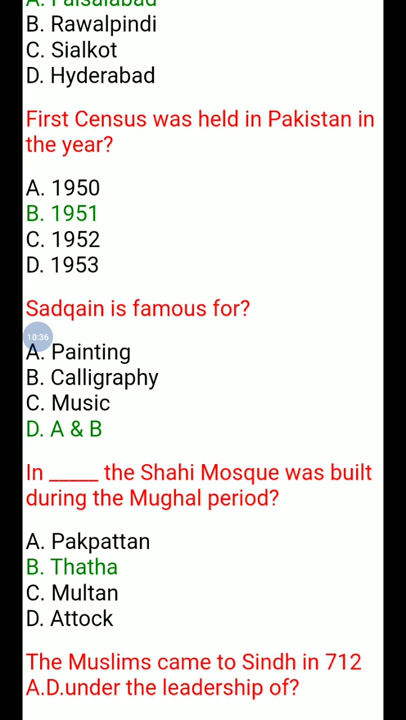 A. Faisalabad
B. Rawalpindi
C. Sialkot
D. Hyderabad
First Census was held in Pakistan in
the year?
A. 1950
B. 1951
C. 1952
D. 1953
Sadqain is famous for?
10:36
A. Painting
B. Calligraphy
C. Music
D. A & B
In _____ the Shahi Mosque was built
during the Mughal period?
A. Pakpattan
B. Thatha
C. Multan
D. Attock
The Muslims came to Sindh in 712
A.D.under the leadership of?